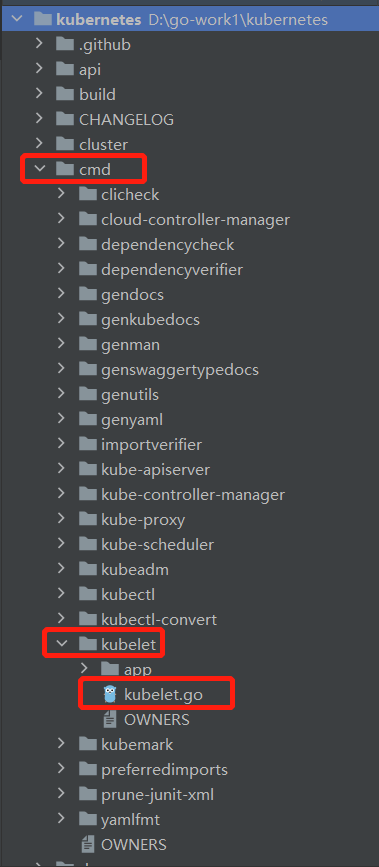 kubernetes D:\go-work1\kubernetes
.github
api
build
CHANGELOG
cluster
cmd
clicheck
cloud-controller-manager
dependencycheck
dependencyverifier
gendocs
genkubedocs
genman
genswaggertypedocs
genutils
genyaml
importverifier
kube-apiserver
kube-controller-manager
kube-proxy
kube-scheduler
kubeadm
kubectl
kubectl-convert
kubelet
app
kubelet.go
OWNERS
kubemark
preferredimports
prune-junit-xml
yamlfmt
OWNERS